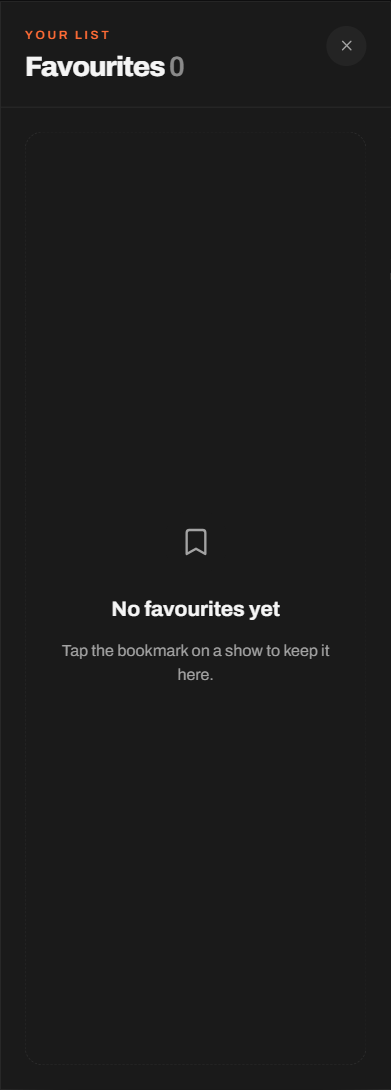 YOUR LIST
Favourites 0
No favourites yet
Tap the bookmark on a show to keep it
here.